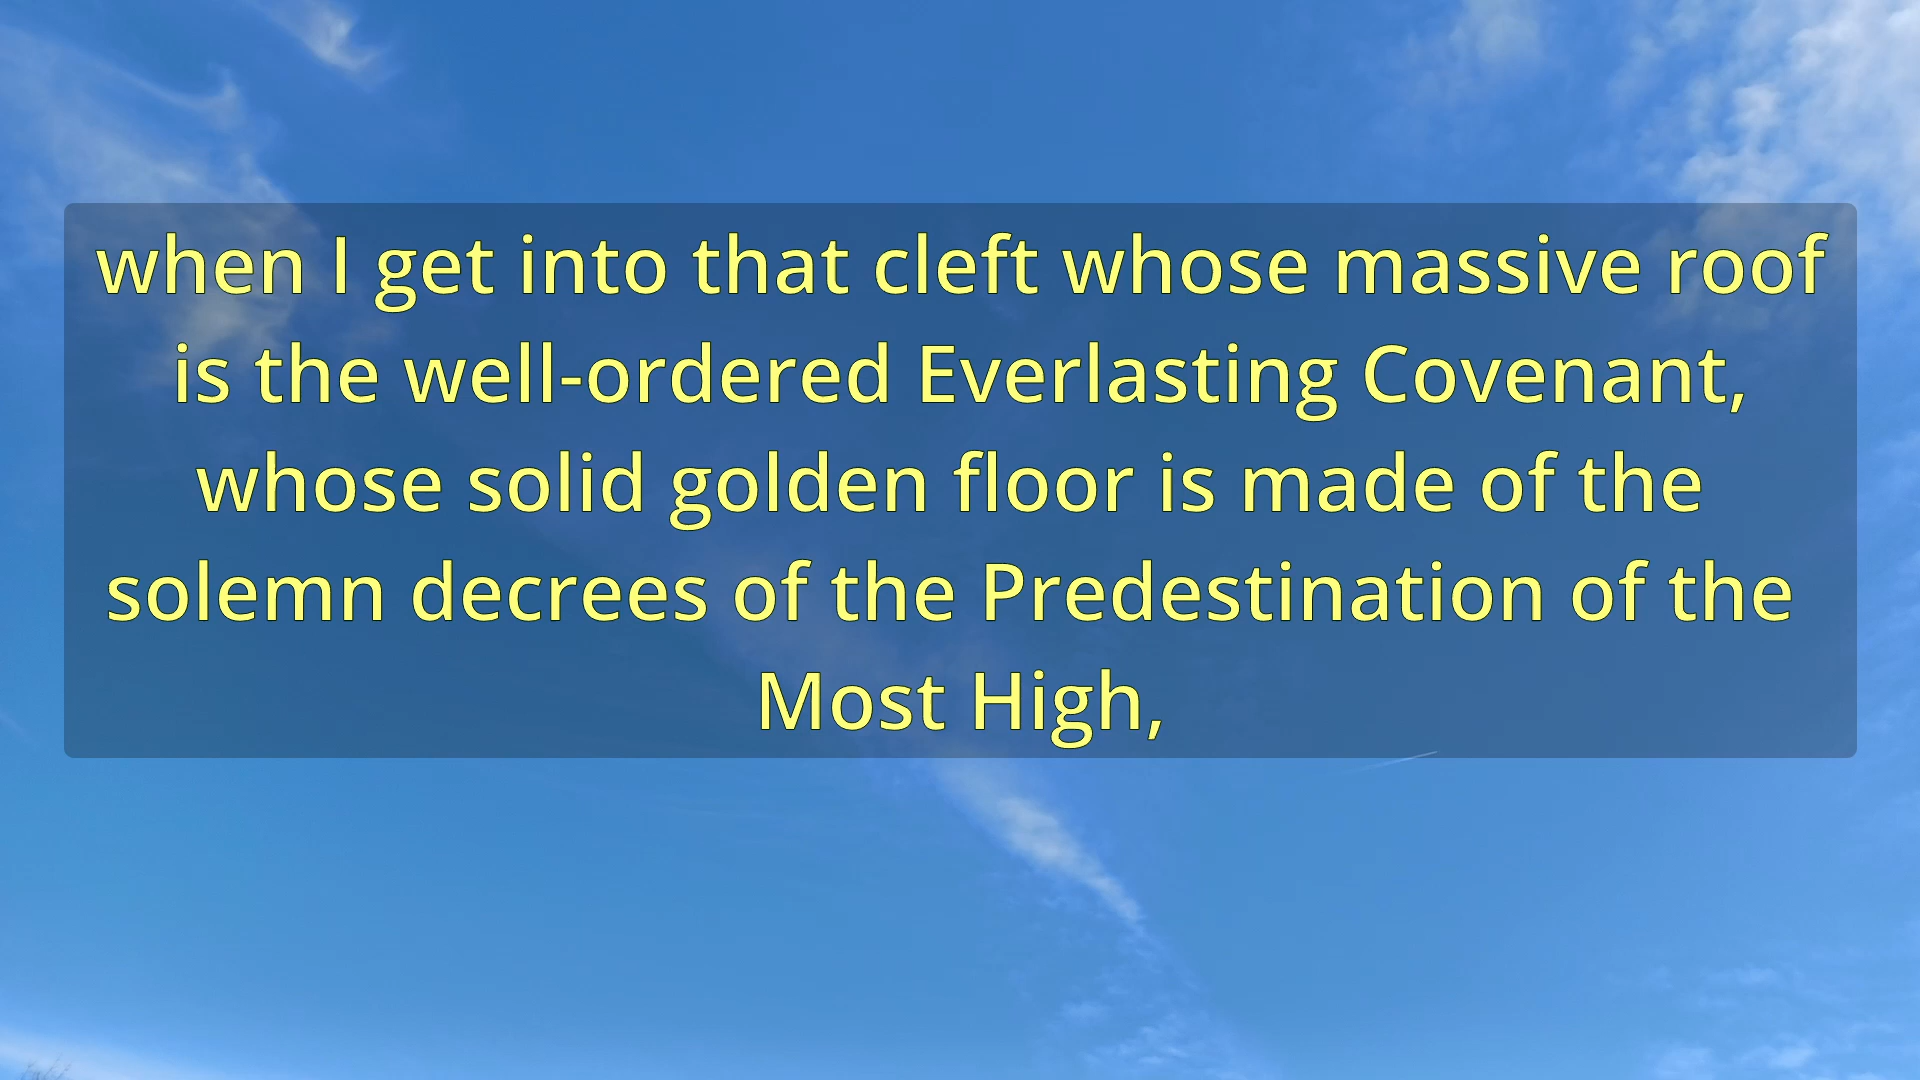 when I get into that cleft whose massive roof
is the well-ordered Everlasting Covenant,
whose solid golden floor is made of the
solemn decrees of the Predestination of the
Most High,